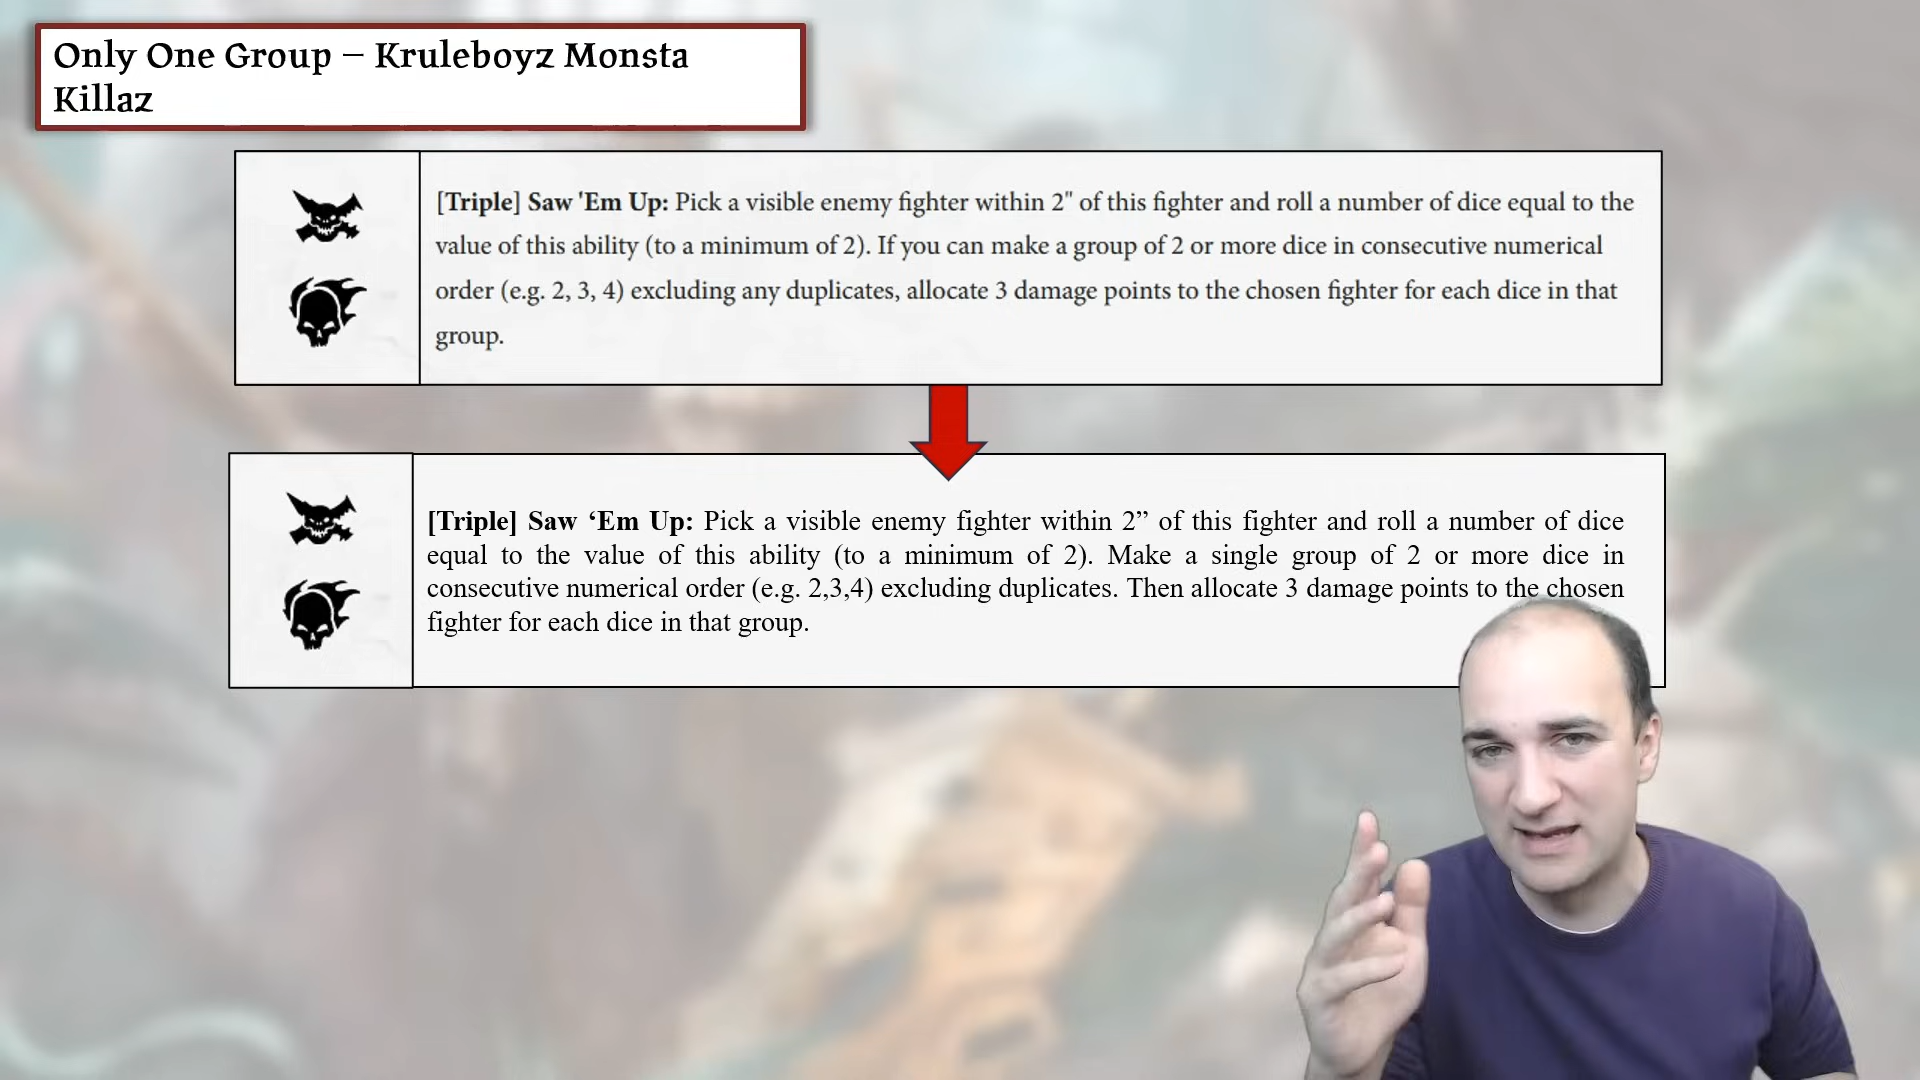 Only One Group – Kruleboyz Monsta
Killaz
[Triple] Saw 'Em Up: Pick a visible enemy fighter within 2" of this fighter and roll a number of dice equal to the
value of this ability (to a minimum of 2). If you can make a group of 2 or more dice in consecutive numerical
order (e.g. 2, 3, 4) excluding any duplicates, allocate 3 damage points to the chosen fighter for each dice in that
group.
[Triple] Saw ‘Em Up: Pick a visible enemy fighter within 2” of this fighter and roll a number of dice
equal to the value of this ability (to a minimum of 2). Make a single group of 2 or more dice in
consecutive numerical order (e.g. 2,3,4) excluding duplicates. Then allocate 3 damage points to the chosen
fighter for each dice in that group.